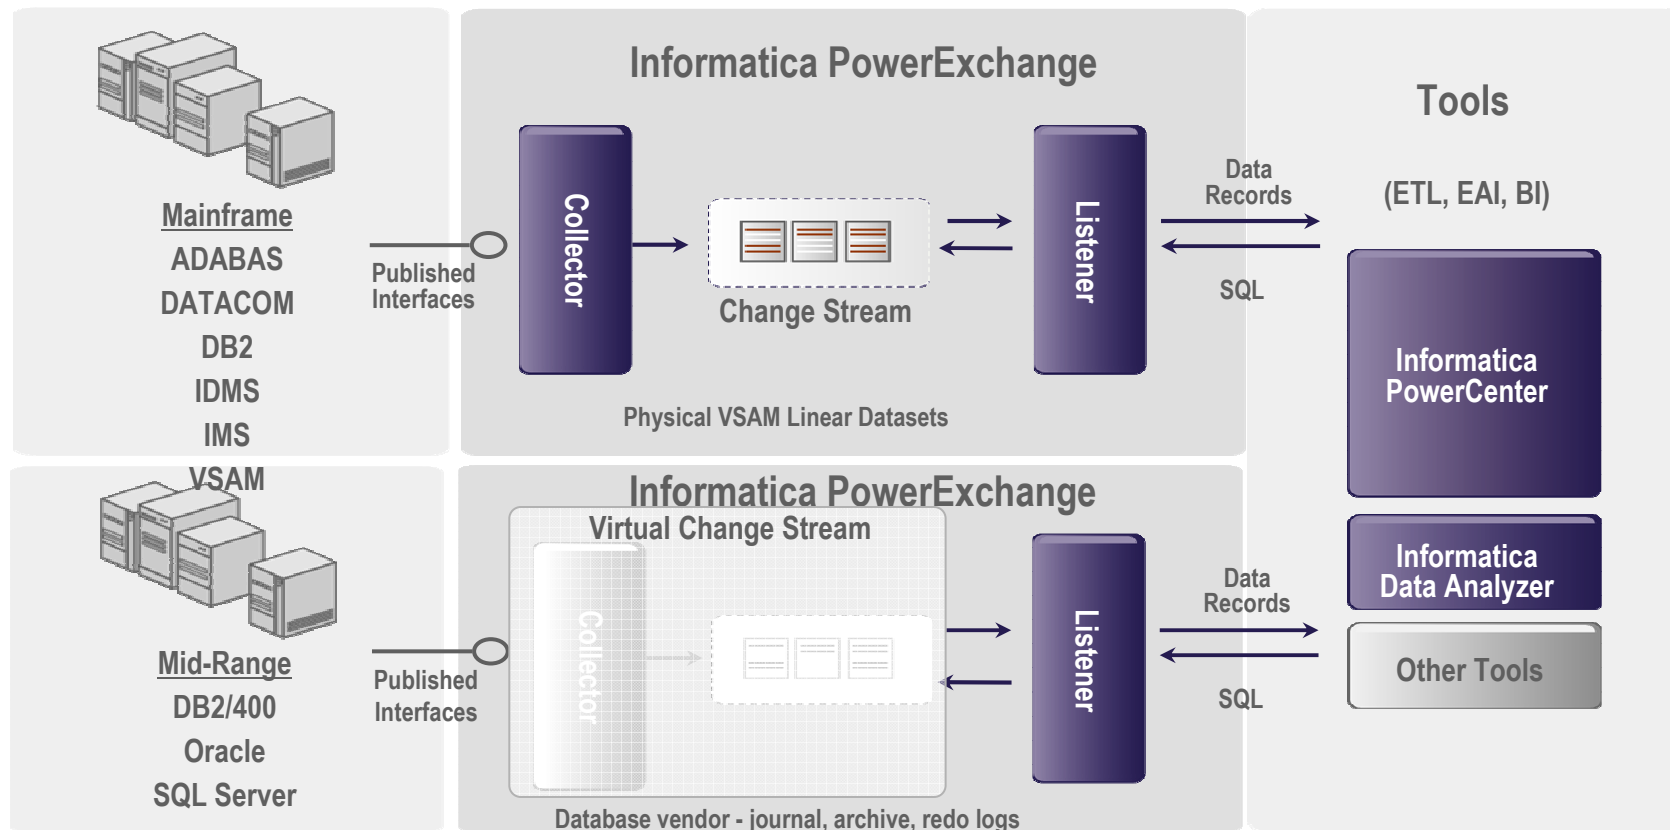 Informatica PowerExchange
Mainframe
ADABAS
DATACOM
DB2
IDMS
IMS
VSAM
Published
Interfaces
Collector
Change Stream
Listener
Physical VSAM Linear Datasets
Data
Records
SQL
Tools
(ETL, EAI, BI)
Informatica
PowerCenter
Informatica
Data Analyzer
Other Tools
Informatica PowerExchange
Virtual Change Stream
Mid-Range
DB2/400
Oracle
SQL Server
Published
Interfaces
Collector
Listener
Data
Records
SQL
Database vendor - journal, archive, redo logs